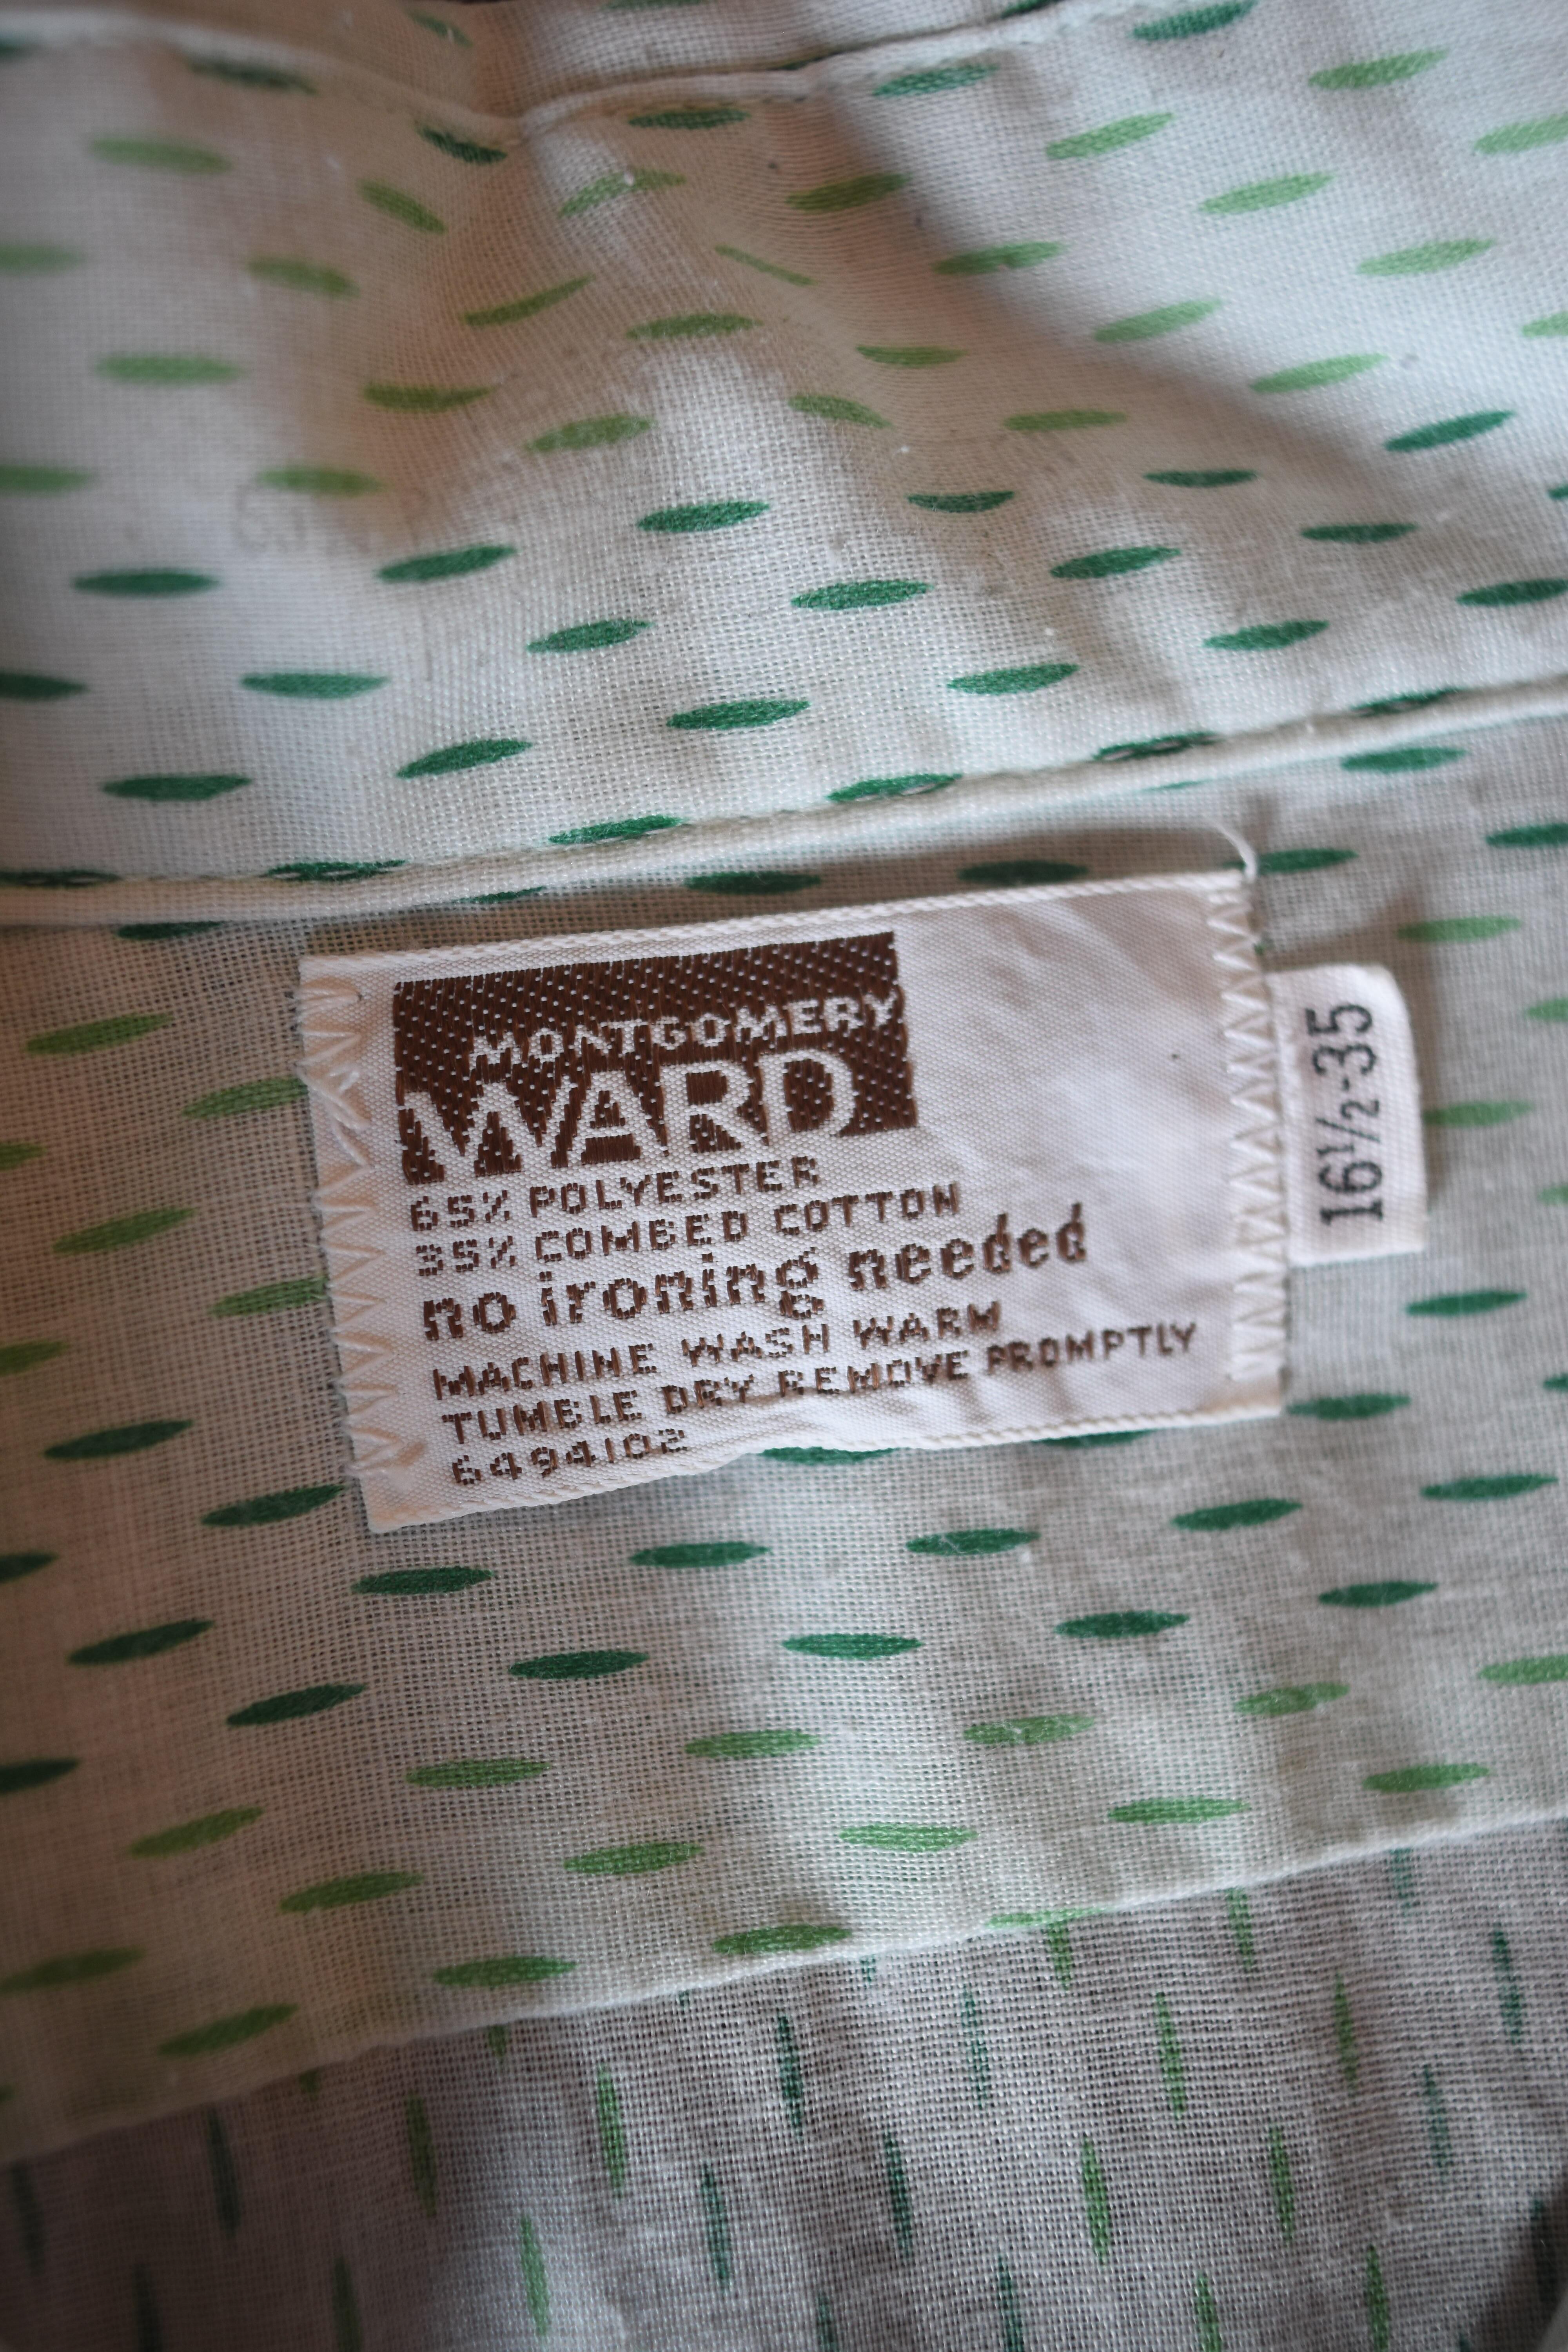 MONTGOMERY
WARD
65% POLYESTER
35% COMBED COTTON
no ironing needed
MACHINE WASH WARM
TUMBLE DRY REMOVE PROMPTLY
6494102
16½-35